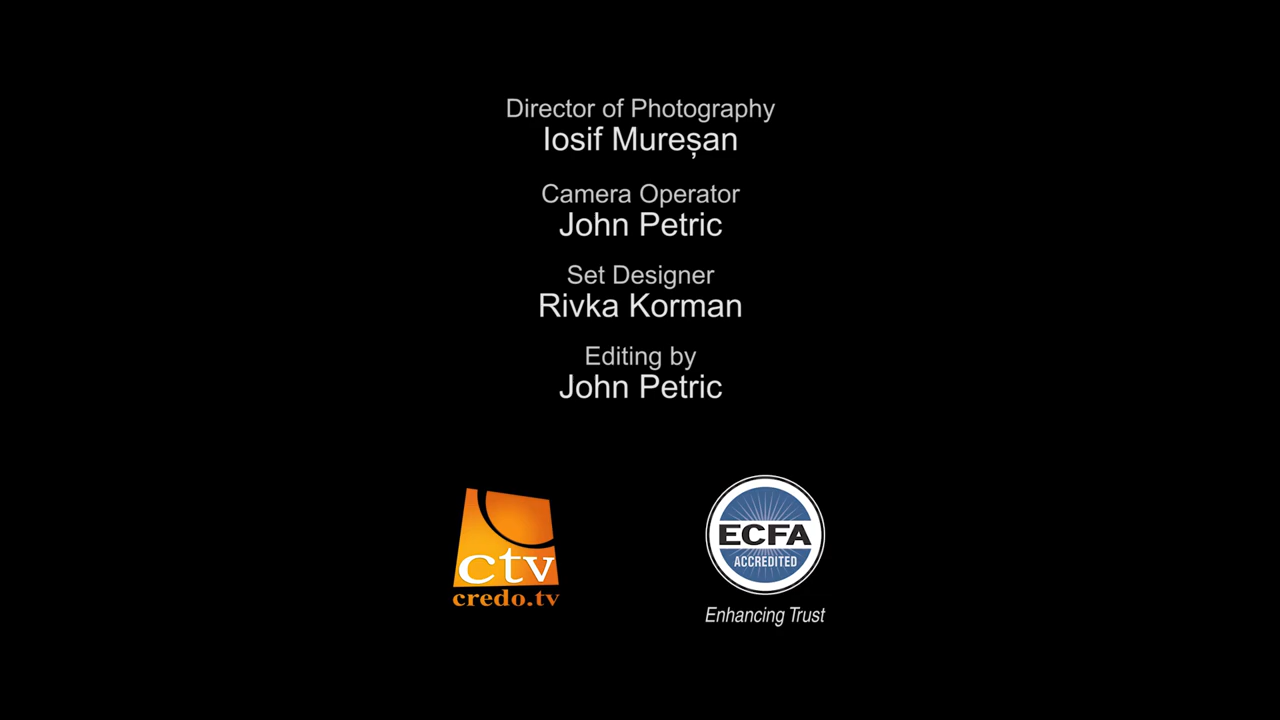 Director of Photography
Iosif Mureșan
Camera Operator
John Petric
Set Designer
Rivka Korman
Editing by
John Petric
ctv
credo.tv
ECFA
ACCREDITED
Enhancing Trust